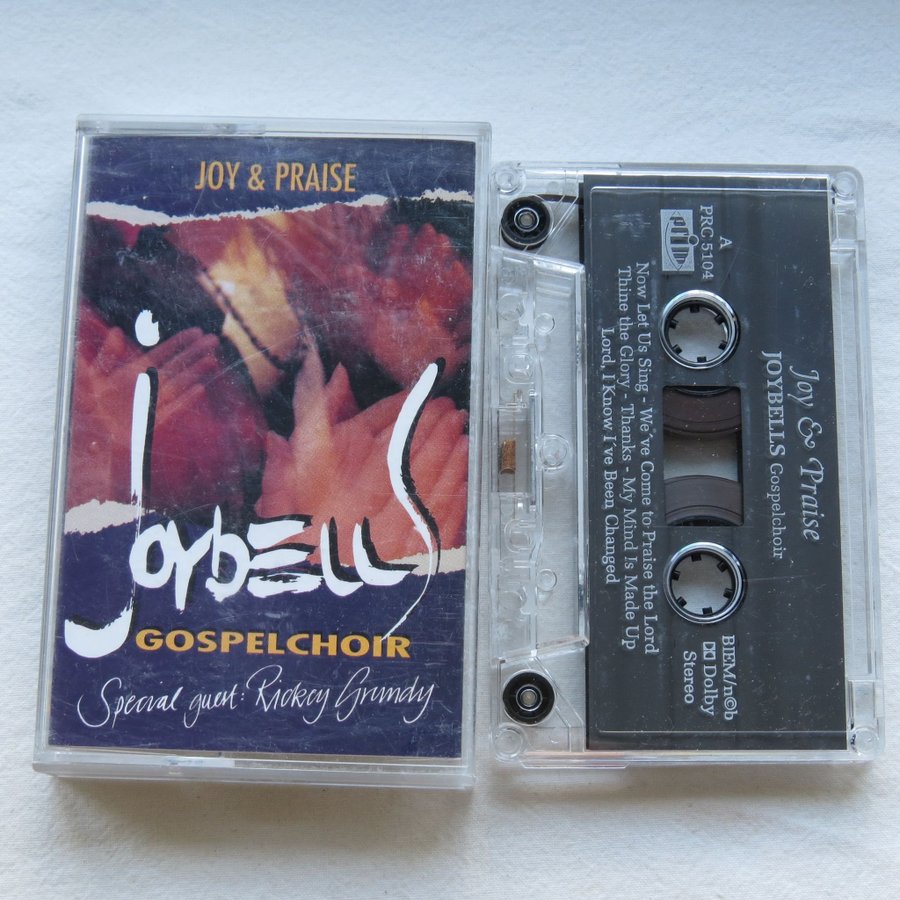 JOY & PRAISE
joybells
GOSPELCHOIR
Special guest: Rickey Grundy
Joy & Praise
JOYBELLS Gospelchoir
A
PRC 5104
Now Let Us Sing - We´ve Come to Praise the Lord
Thine the Glory - Thanks - My Mind Is Made Up
Lord, I Know I´ve Been Changed
BIEM/n©b
Dolby
Stereo